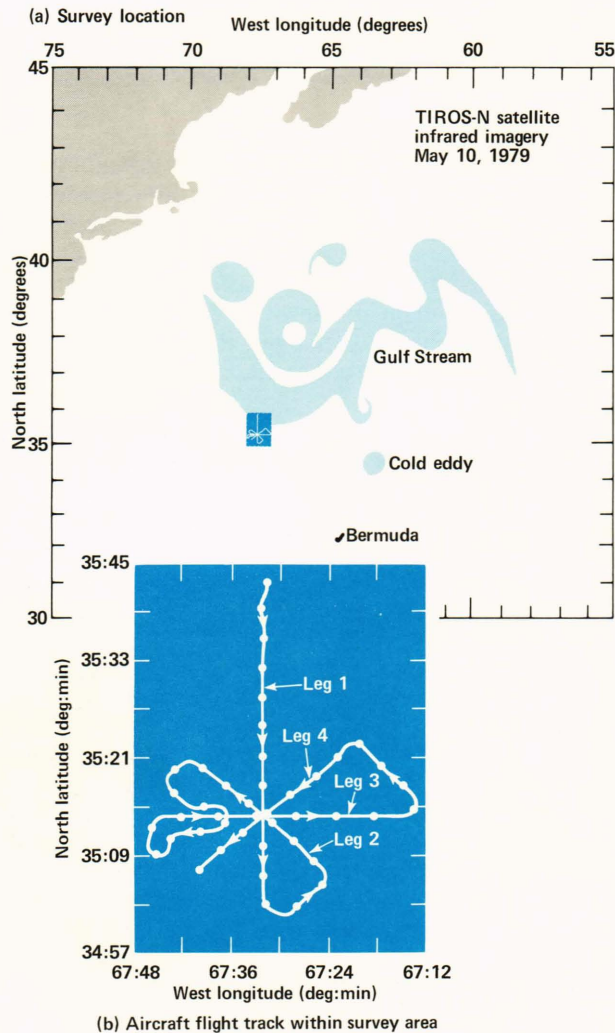 (a) Survey location
West longitude (degrees)
75
70
65
60
55
45
40
35
30
North latitude (degrees)
TIROS-N satellite
infrared imagery
May 10, 1979
Gulf Stream
Cold eddy
Bermuda
35:45
35:33
35:21
35:09
34:57
North latitude (deg:min)
Leg 1
Leg 4
Leg 3
Leg 2
67:48
67:36
67:24
67:12
West longitude (deg:min)
(b) Aircraft flight track within survey area